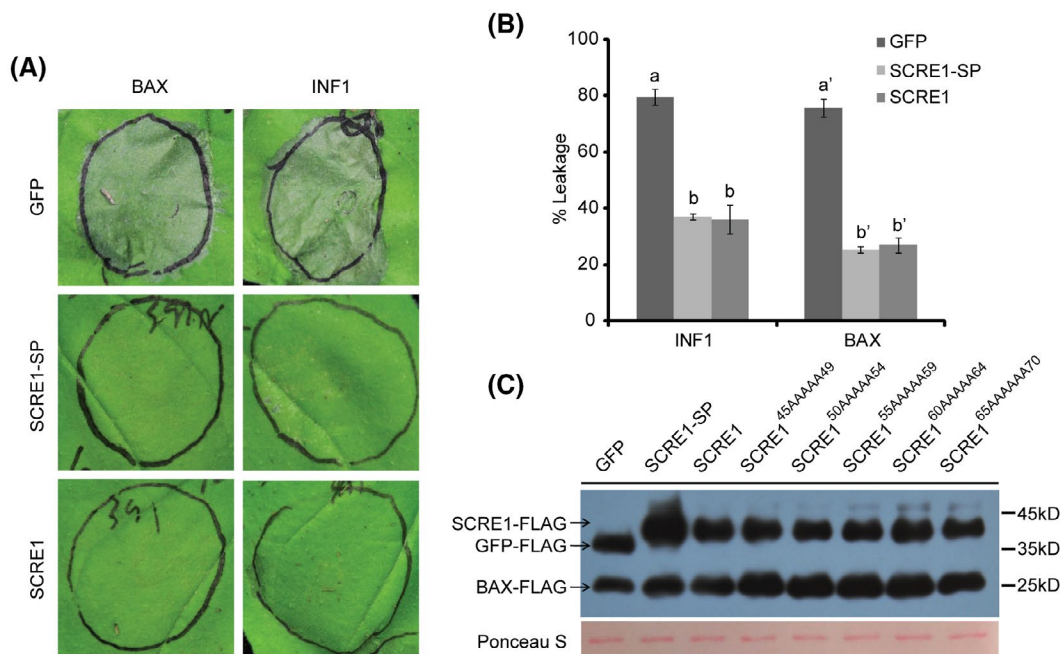 (A)
BAX INF1
GFP
SCRE1-SP
SCRE1
(B)
% Leakage
100
80
60
40
20
0
a
b
b
a’
b’
b’
INF1
BAX
GFP
SCRE1-SP
SCRE1
(C)
GFP
SCRE1-SP
SCRE1
SCRE1 45AAAAA49
SCRE1 50AAAAA54
SCRE1 55AAAAA59
SCRE1 60AAAAA64
SCRE1 65AAAAAA70
SCRE1-FLAG
GFP-FLAG
BAX-FLAG
45kD
35kD
25kD
Ponceau S